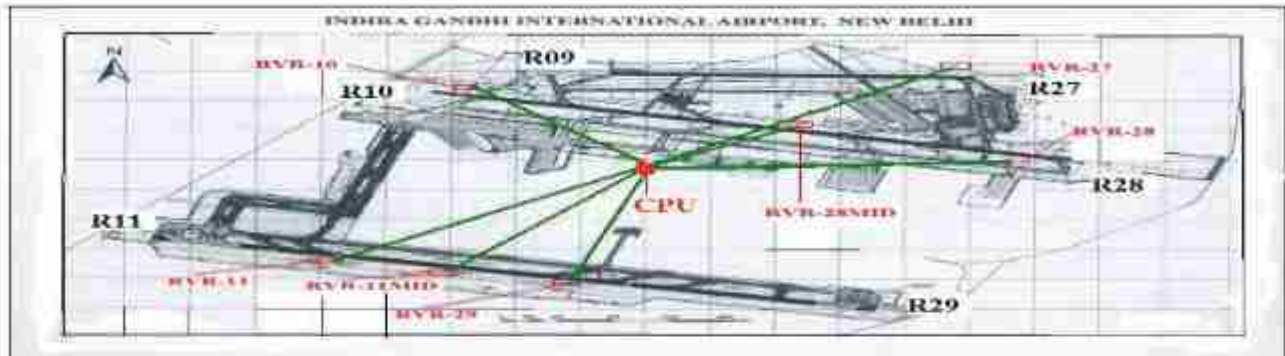 INDIRA GANDHI INTERNATIONAL AIRPORT, NEW DELHI
N
R09
RVR-10
RVR-27
R10
R27
RVR-28
R28
CPU
RVR-28MID
R11
RVR-11
RVR-11MID
R29
RVR-29